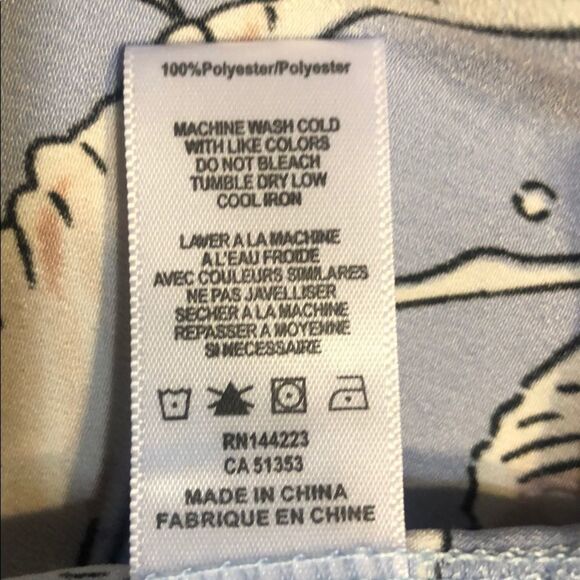 100%Polyester/Polyester
MACHINE WASH COLD
WITH LIKE COLORS
DO NOT BLEACH
TUMBLE DRY LOW
COOL IRON
LAVER A LA MACHINE
A L'EAU FROIDE
AVEC COULEURS SIMILARES
NE PAS JAVELLISER
SECHER A LA MACHINE
REPASSER A MOYENNE
SI NECESSAIRE
RN144223
CA 51353
MADE IN CHINA
FABRIQUE EN CHINE